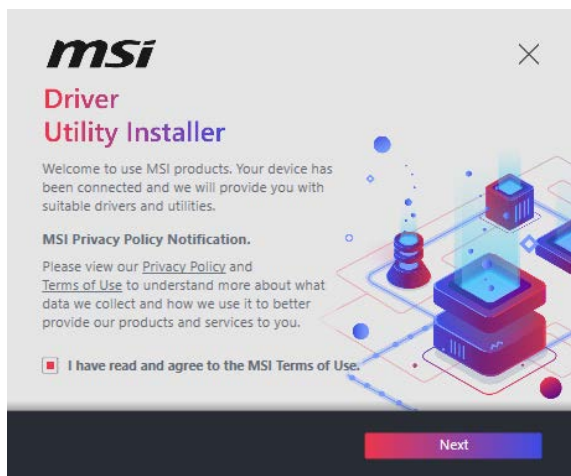 msi
Driver
Utility Installer
Welcome to use MSI products. Your device has
been connected and we will provide you with
suitable drivers and utilities.
MSI Privacy Policy Notification.
Please view our Privacy Policy and
Terms of Use to understand more about what
data we collect and how we use it to better
provide our products and services to you.
I have read and agree to the MSI Terms of Use.
Next